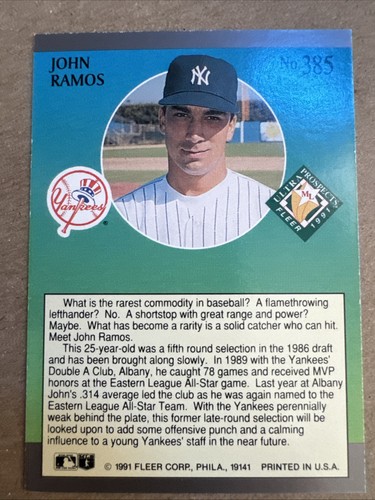 JOHN
RAMOS
No. 385
NY
Yankees
ULTRA PROSPECTS
ML
FLEER 1991
What is the rarest commodity in baseball? A flamethrowing
lefthander? No. A shortstop with great range and power?
Maybe. What has become a rarity is a solid catcher who can hit.
Meet John Ramos.
This 25-year-old was a fifth round selection in the 1986 draft
and has been brought along slowly. In 1989 with the Yankees'
Double A Club, Albany, he caught 78 games and received MVP
honors at the Eastern League All-Star game. Last year at Albany
John's .314 average led the club as he was again named to the
Eastern League All-Star Team. With the Yankees perennially
weak behind the plate, this former late-round selection will be
looked upon to add some offensive punch and a calming
influence to a young Yankees' staff in the near future.
© 1991 FLEER CORP., PHILA., 19141 PRINTED IN U.S.A.